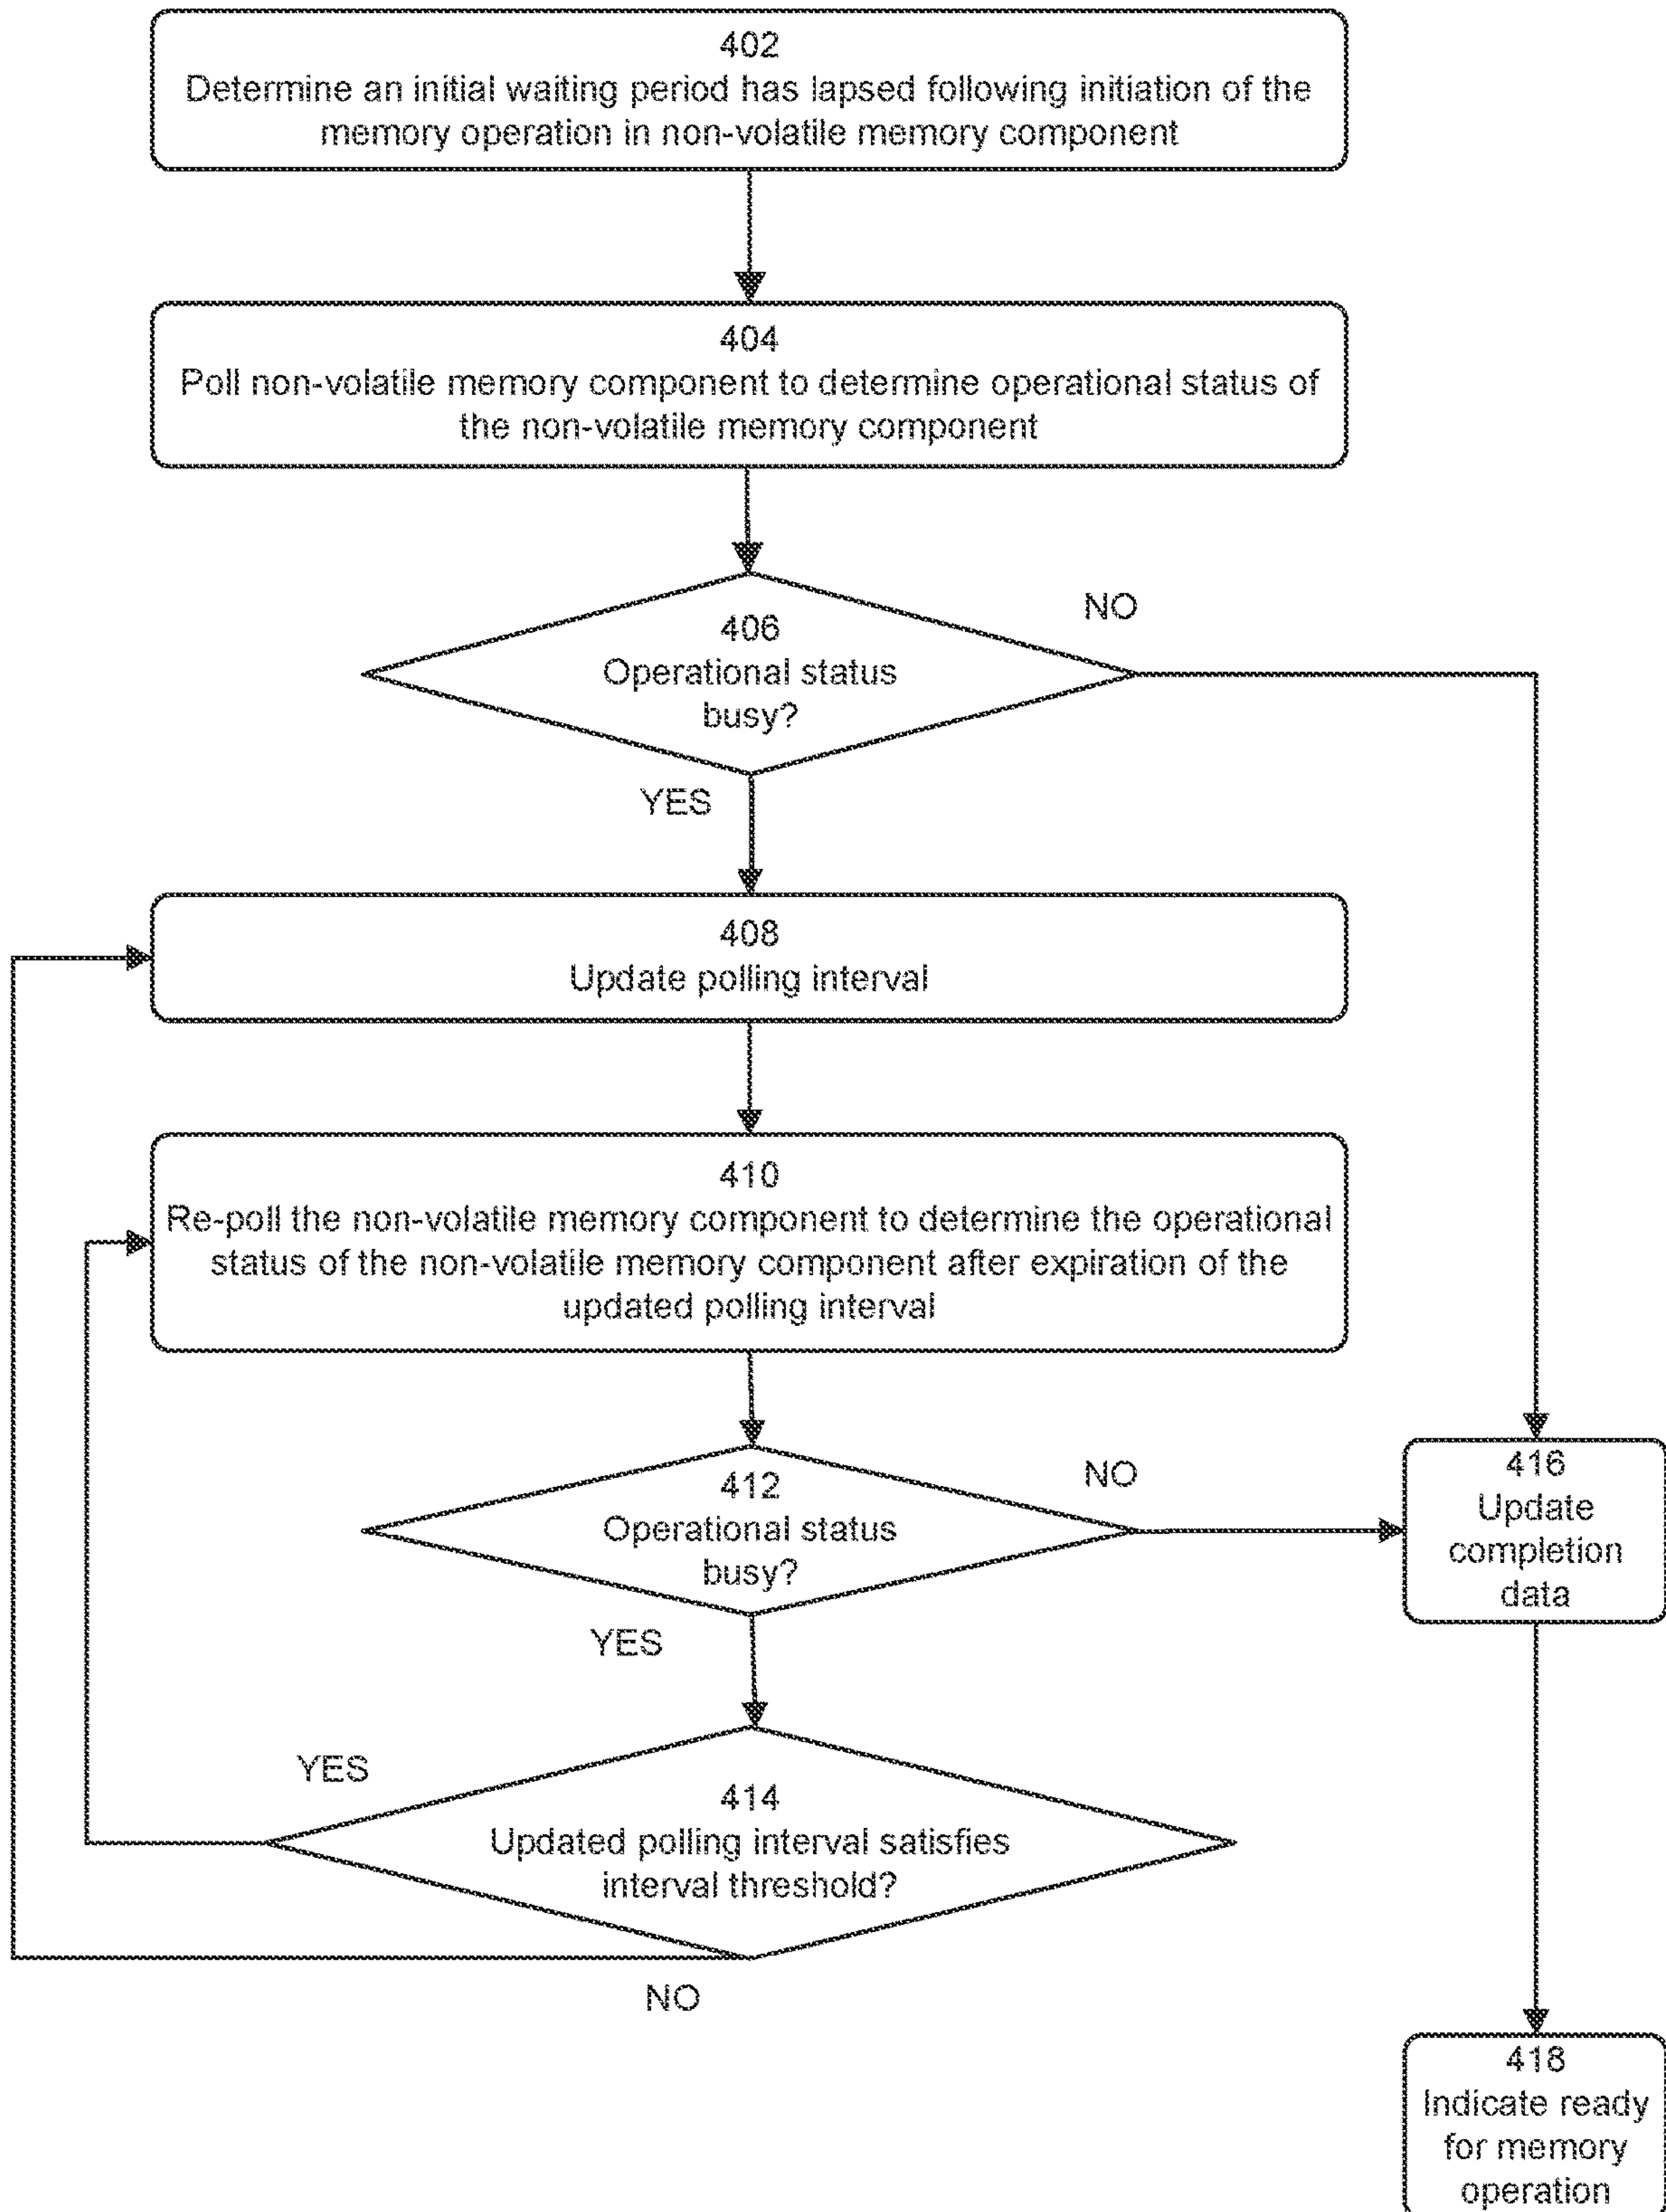 402
Determine an initial waiting period has lapsed following initiation of the
memory operation in non-volatile memory component
404
Poll non-volatile memory component to determine operational status of
the non-volatile memory component
NO
406
Operational status
busy?
YES
408
Update polling interval
410
Re-poll the non-volatile memory component to determine the operational
status of the non-volatile memory component after expiration of the
updated polling interval
NO
412
Operational status
busy?
416
Update
completion
data
YES
YES
414
Updated polling interval satisfies
interval threshold?
NO
418
Indicate ready
for memory
operation